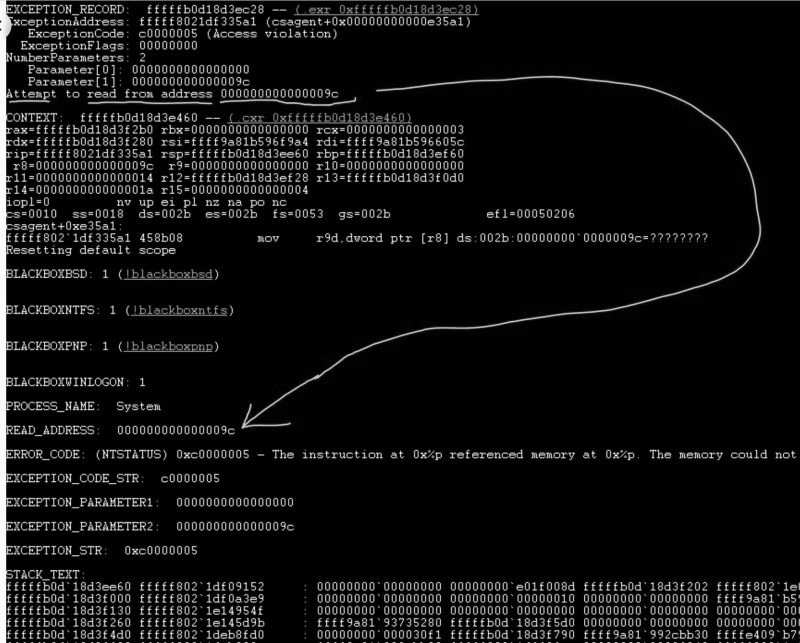 EXCEPTION_RECORD:  fffffb0d18d3ec28 -- (.exr 0xfffffb0d18d3ec28)
ExceptionAddress: fffff8021df335a1 (csagent+0x00000000000e35a1)
   ExceptionCode: c0000005 (Access violation)
  ExceptionFlags: 00000000
NumberParameters: 2
   Parameter[0]: 0000000000000000
   Parameter[1]: 000000000000009c
Attempt to read from address 000000000000009c
CONTEXT:  fffffb0d18d3e460 -- (.cxr 0xfffffb0d18d3e460)
rax=fffffb0d18d3f2b0 rbx=0000000000000000 rcx=0000000000000003
rdx=fffffb0d18d3f280 rsi=ffff9a81b596f9a4 rdi=ffff9a81b596605c
rip=fffff8021df335a1 rsp=fffffb0d18d3ee60 rbp=fffffb0d18d3ef60
 r8=000000000000009c  r9=0000000000000000 r10=0000000000000000
r11=0000000000000014 r12=fffffb0d18d3ef28 r13=fffffb0d18d3f0d0
r14=000000000000001a r15=0000000000000004
iopl=0         nv up ei pl nz na po nc
cs=0010  ss=0018  ds=002b  es=002b  fs=0053  gs=002b             efl=00050206
csagent+0xe35a1:
fffff802`1df335a1 458b08          mov     r9d,dword ptr [r8] ds:002b:00000000`0000009c=????????
Resetting default scope
BLACKBOXBSD: 1 (!blackboxbsd)
BLACKBOXNTFS: 1 (!blackboxntfs)
BLACKBOXPNP: 1 (!blackboxpnp)
BLACKBOXWINLOGON: 1
PROCESS_NAME:  System
READ_ADDRESS:  000000000000009c
ERROR_CODE: (NTSTATUS) 0xc0000005 - The instruction at 0x%p referenced memory at 0x%p. The memory could not
EXCEPTION_CODE_STR:  c0000005
EXCEPTION_PARAMETER1:  0000000000000000
EXCEPTION_PARAMETER2:  000000000000009c
EXCEPTION_STR:  0xc0000005
STACK_TEXT:
fffffb0d`18d3ee60 fffff802`1df09152     : 00000000`00000000 00000000`e01f008d fffffb0d`18d3f202 fffff802`1e
fffffb0d`18d3f000 fffff802`1df0a3e9     : 00000000`00000000 00000000`00000010 00000000`00000000 ffff9a81`b5
fffffb0d`18d3f130 fffff802`1e14954f     : 00000000`00000000 00000000`00000000 00000000`00000000 00000000`00
fffffb0d`18d3f260 fffff802`1e145d9b     : ffff9a81`93735280 fffffb0d`18d3f5d0 00000000`00000000 00000000`00
fffffb0d`18d3f4d0 fffff802`1deb8fd0     : 00000000`000030f1 fffffb0d`18d3f790 ffff9a81`992cbb30